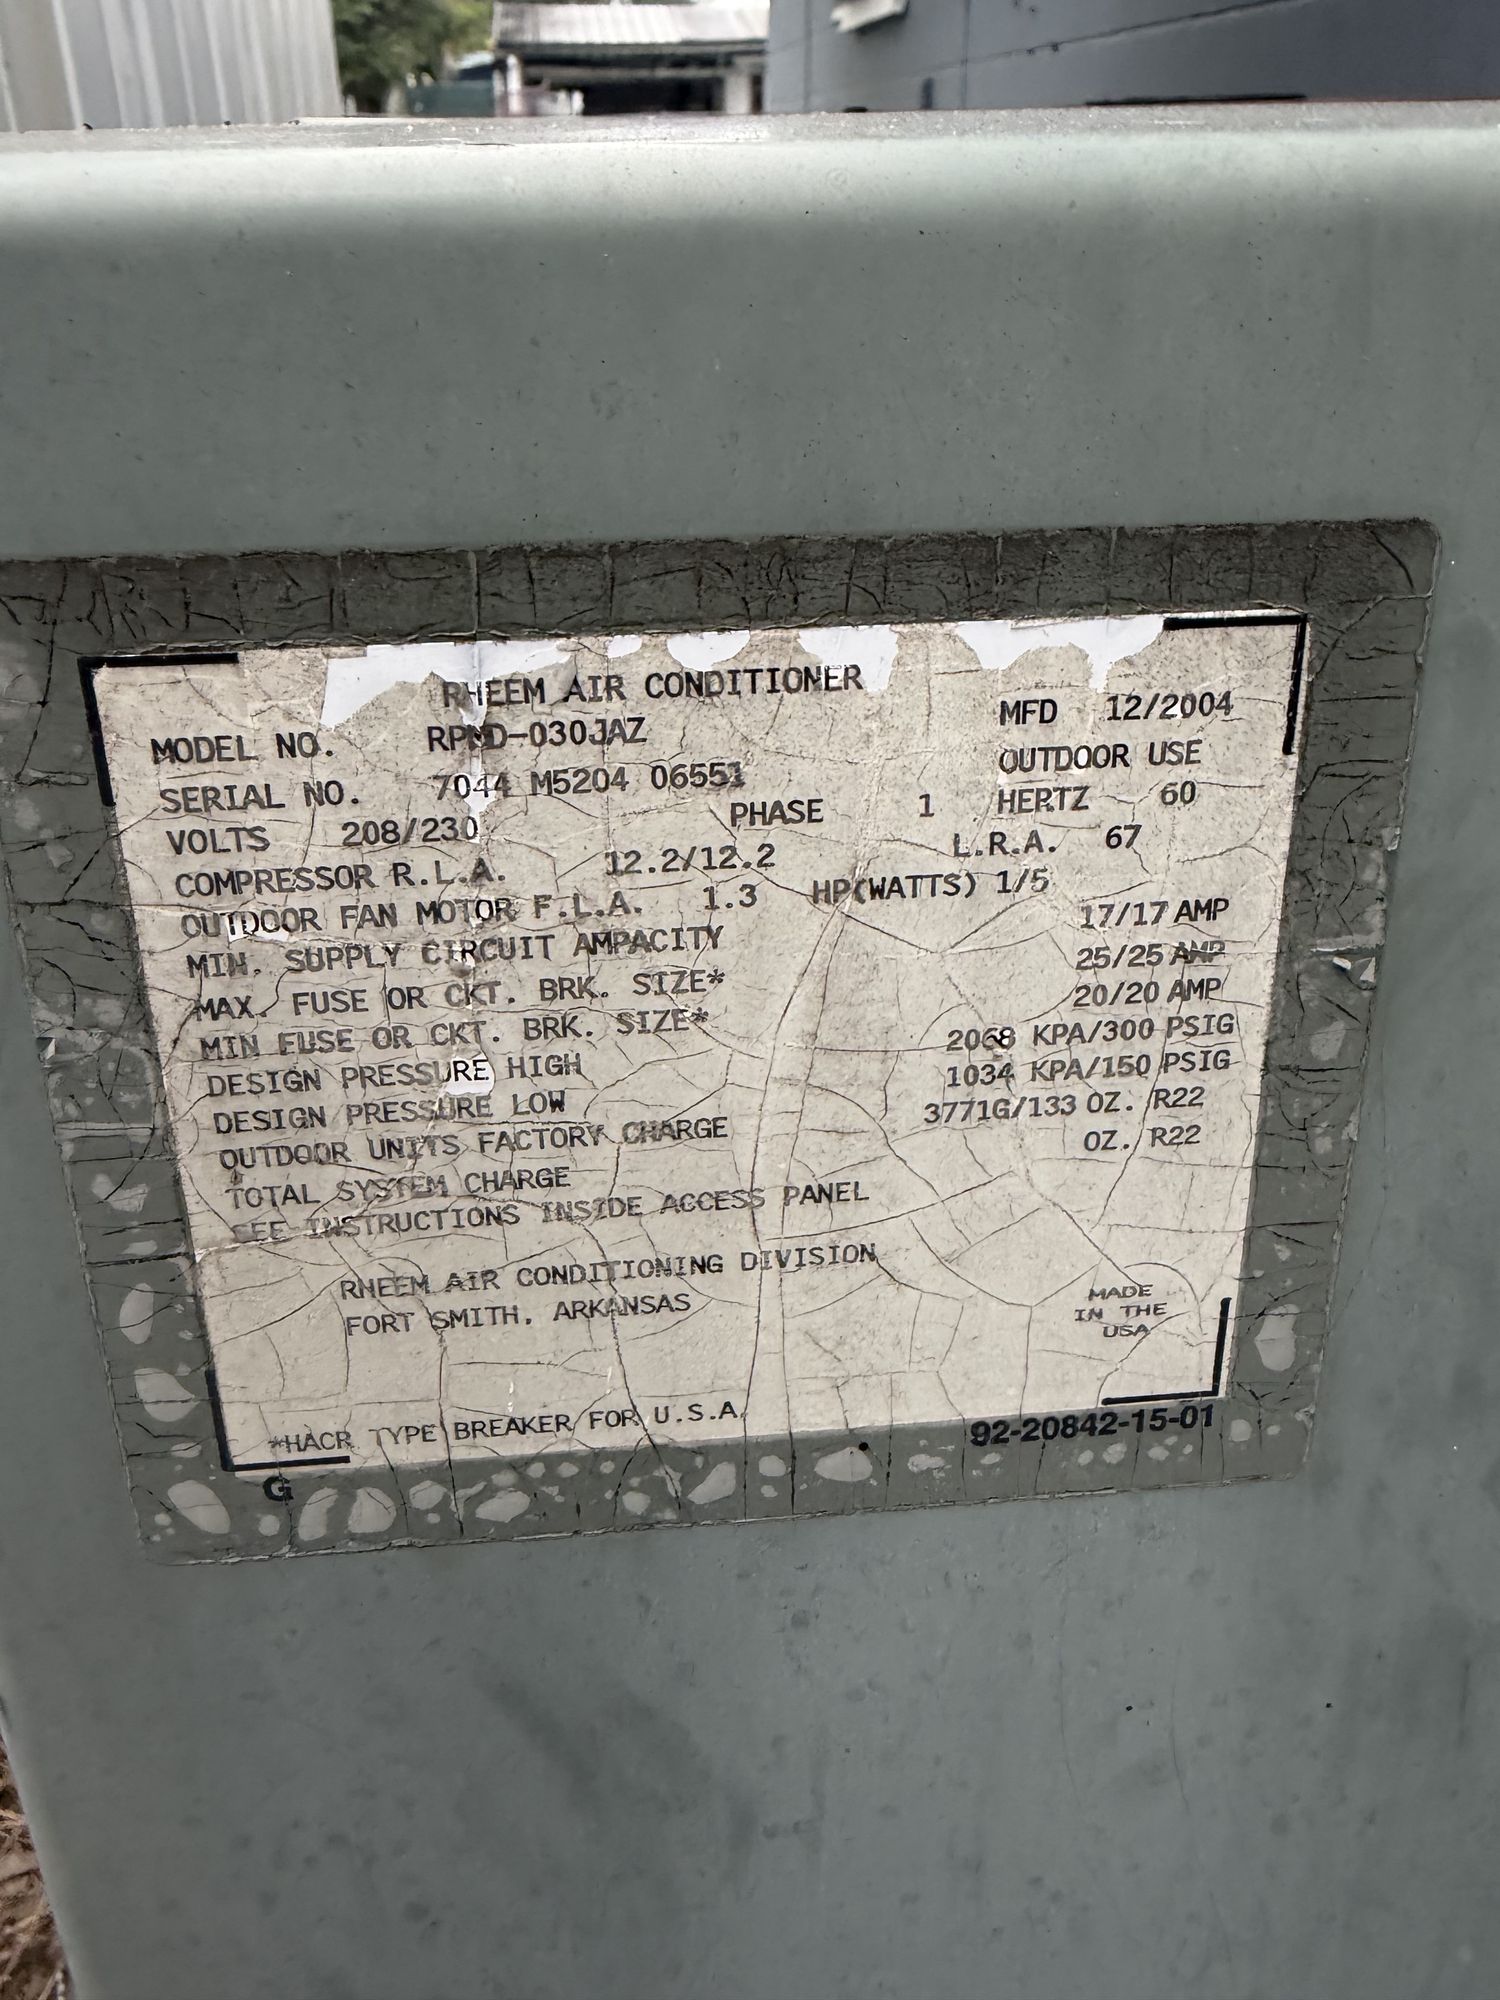 RHEEM AIR CONDITIONER
MODEL NO. MFD 12/2004
SERIAL NO. 7044 M5204 06551 OUTDOOR USE
VOLTS 208/230 PHASE 1 HERTZ 60
COMPRESSOR R.L.A. 12.2/12.2 L.R.A. 67
OUTDOOR FAN MOTOR F.L.A. 1.3 HP(WATTS) 1/5
MIN. SUPPLY CIRCUIT AMPACITY 17/17 AMP
MAX. FUSE OR CKT. BRK. SIZE* 25/25 AMP
MIN FUSE OR CKT. BRK. SIZE* 20/20 AMP
DESIGN PRESSURE HIGH 2068 KPA/300 PSIG
DESIGN PRESSURE LOW 1034 KPA/150 PSIG
OUTDOOR UNITS FACTORY CHARGE 3771G/133 OZ. R22
TOTAL SYSTEM CHARGE OZ. R22
SEE INSTRUCTIONS INSIDE ACCESS PANEL
RHEEM AIR CONDITIONING DIVISION
FORT SMITH, ARKANSAS
MADE
IN THE
USA
*HACR TYPE BREAKER FOR U.S.A.
92-20842-15-01
G